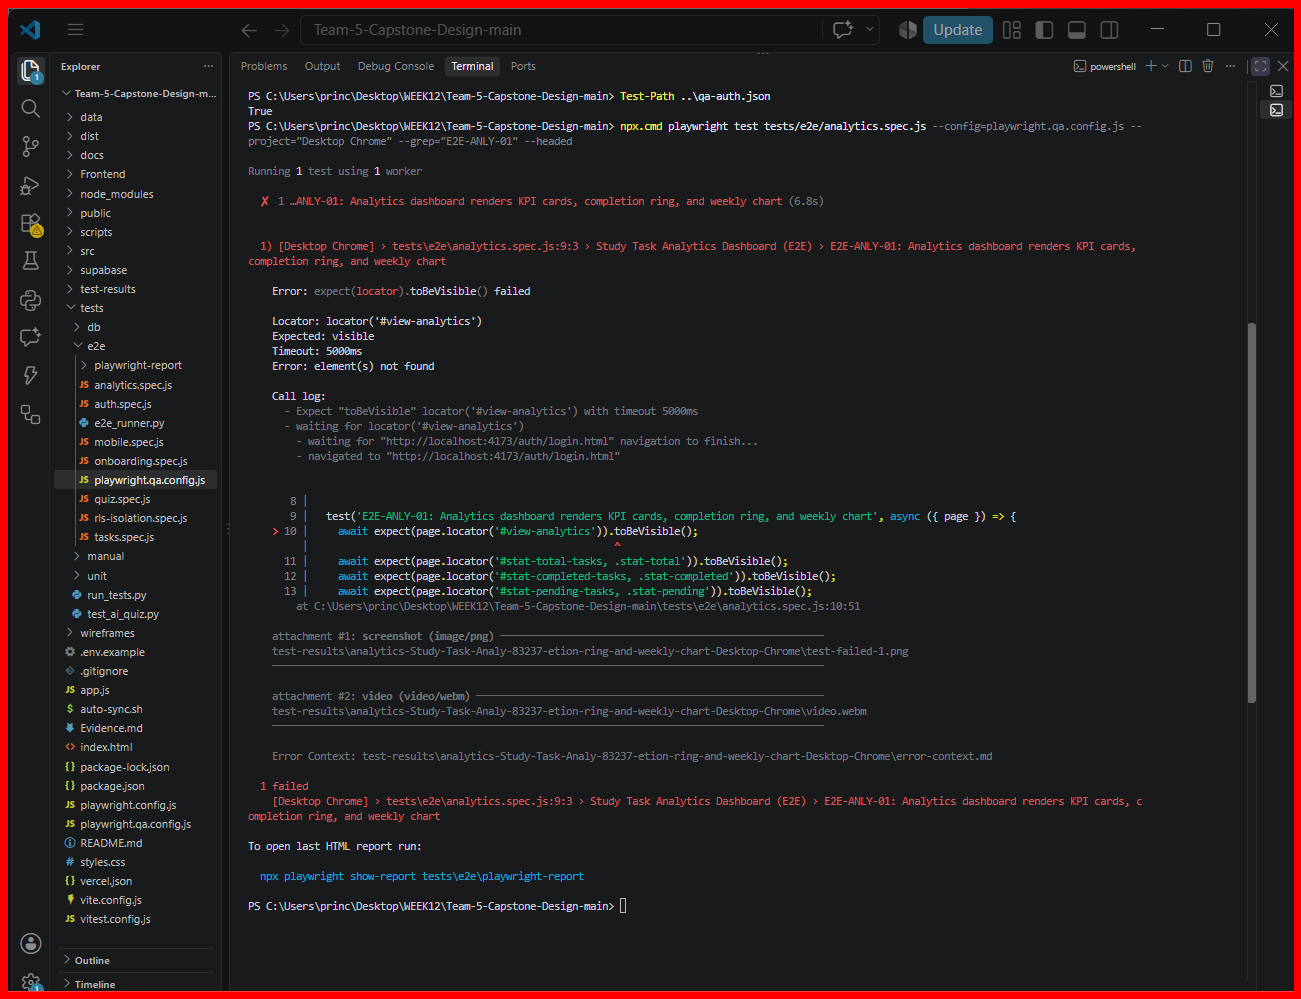 Team-5-Capstone-Design-main
Update
Explorer
Problems
Output
Debug Console
Terminal
Ports
powershell
1
Team-5-Capstone-Design-m...
data
dist
docs
Frontend
node_modules
public
scripts
src
supabase
test-results
tests
db
e2e
playwright-report
JS analytics.spec.js
JS auth.spec.js
e2e_runner.py
JS mobile.spec.js
JS onboarding.spec.js
JS playwright.qa.config.js
JS quiz.spec.js
JS rls-isolation.spec.js
JS tasks.spec.js
manual
unit
run_tests.py
test_ai_quiz.py
wireframes
.env.example
.gitignore
JS app.js
$ auto-sync.sh
Evidence.md
<> index.html
{} package-lock.json
{} package.json
JS playwright.config.js
JS playwright.qa.config.js
README.md
# styles.css
{} vercel.json
vite.config.js
JS vitest.config.js
Outline
Timeline
1
PS C:\Users\princ\Desktop\WEEK12\Team-5-Capstone-Design-main> Test-Path ..\qa-auth.json
True
PS C:\Users\princ\Desktop\WEEK12\Team-5-Capstone-Design-main> npx.cmd playwright test tests/e2e/analytics.spec.js --config=playwright.qa.config.js --
project="Desktop Chrome" --grep="E2E-ANLY-01" --headed
Running 1 test using 1 worker
✗ 1 …ANLY-01: Analytics dashboard renders KPI cards, completion ring, and weekly chart (6.8s)
1) [Desktop Chrome] › tests\e2e\analytics.spec.js:9:3 › Study Task Analytics Dashboard (E2E) › E2E-ANLY-01: Analytics dashboard renders KPI cards,
completion ring, and weekly chart
Error: expect(locator).toBeVisible() failed
Locator: locator('#view-analytics')
Expected: visible
Timeout: 5000ms
Error: element(s) not found
Call log:
- Expect "toBeVisible" locator('#view-analytics') with timeout 5000ms
- waiting for locator('#view-analytics')
- waiting for "http://localhost:4173/auth/login.html" navigation to finish...
- navigated to "http://localhost:4173/auth/login.html"
8 |
9 | test('E2E-ANLY-01: Analytics dashboard renders KPI cards, completion ring, and weekly chart', async ({ page }) => {
> 10 | await expect(page.locator('#view-analytics')).toBeVisible();
| ^
11 | await expect(page.locator('#stat-total-tasks, .stat-total')).toBeVisible();
12 | await expect(page.locator('#stat-completed-tasks, .stat-completed')).toBeVisible();
13 | await expect(page.locator('#stat-pending-tasks, .stat-pending')).toBeVisible();
at C:\Users\princ\Desktop\WEEK12\Team-5-Capstone-Design-main\tests\e2e\analytics.spec.js:10:51
attachment #1: screenshot (image/png)
test-results\analytics-Study-Task-Analy-83237-etion-ring-and-weekly-chart-Desktop-Chrome\test-failed-1.png
attachment #2: video (video/webm)
test-results\analytics-Study-Task-Analy-83237-etion-ring-and-weekly-chart-Desktop-Chrome\video.webm
Error Context: test-results\analytics-Study-Task-Analy-83237-etion-ring-and-weekly-chart-Desktop-Chrome\error-context.md
1 failed
[Desktop Chrome] › tests\e2e\analytics.spec.js:9:3 › Study Task Analytics Dashboard (E2E) › E2E-ANLY-01: Analytics dashboard renders KPI cards, c
ompletion ring, and weekly chart
To open last HTML report run:
npx playwright show-report tests\e2e\playwright-report
PS C:\Users\princ\Desktop\WEEK12\Team-5-Capstone-Design-main>